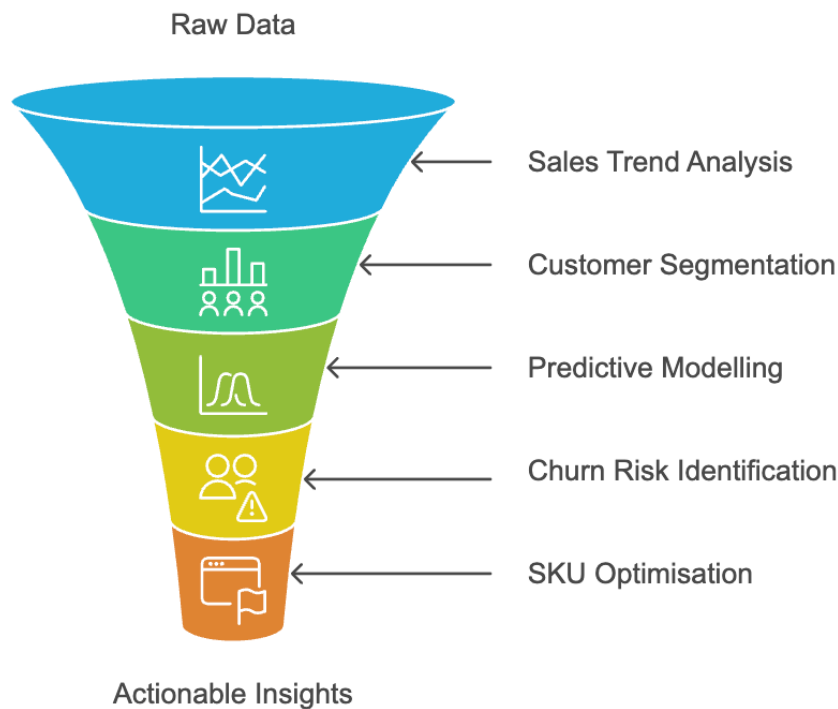 Raw Data
Sales Trend Analysis
Customer Segmentation
Predictive Modelling
Churn Risk Identification
SKU Optimisation
Actionable Insights